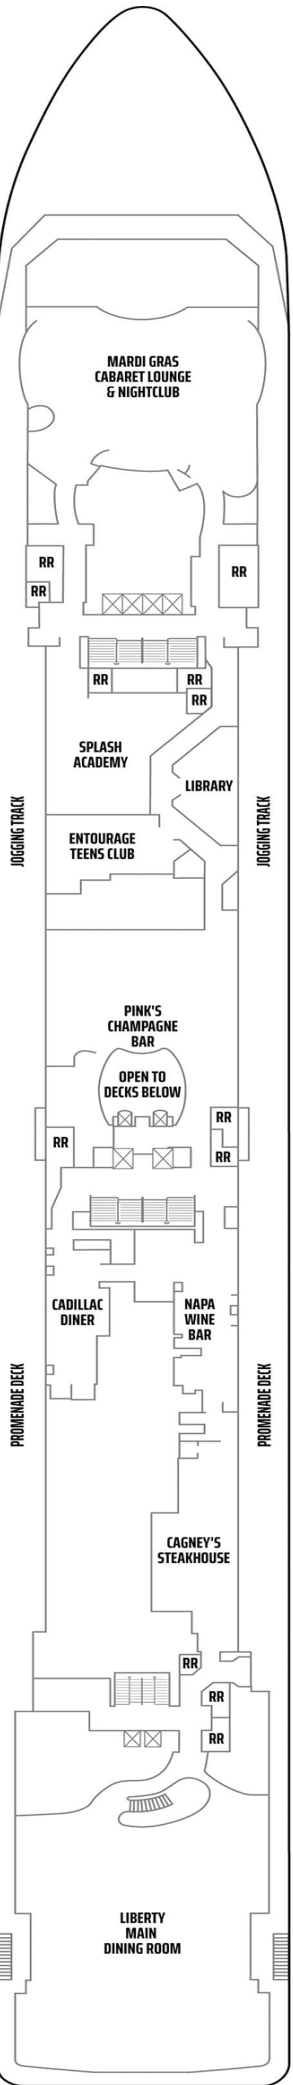 MARDI GRAS
CABARET LOUNGE
& NIGHTCLUB
RR
RR
RR
RR
RR
RR
SPLASH
ACADEMY
LIBRARY
JOGGING TRACK
JOGGING TRACK
ENTOURAGE
TEENS CLUB
PINK'S
CHAMPAGNE
BAR
OPEN TO
DECKS BELOW
RR
RR
RR
CADILLAC
DINER
NAPA
WINE
BAR
PROMENADE DECK
PROMENADE DECK
CAGNEY'S
STEAKHOUSE
RR
RR
RR
LIBERTY
MAIN
DINING ROOM